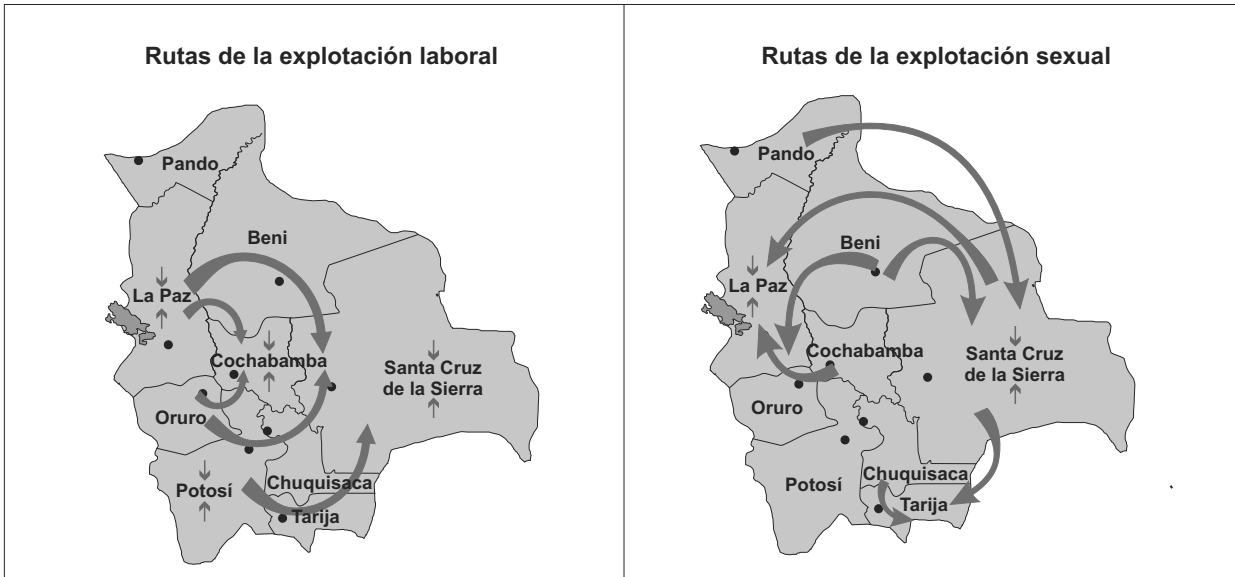 Rutas de la explotación laboral
Pando
Beni
La Paz
Cochabamba
Santa Cruz
de la Sierra
Oruro
Potosí
Chuquisaca
Tarija
Rutas de la explotación sexual
Pando
Beni
La Paz
Cochabamba
Santa Cruz
de la Sierra
Oruro
Potosí
Chuquisaca
Tarija